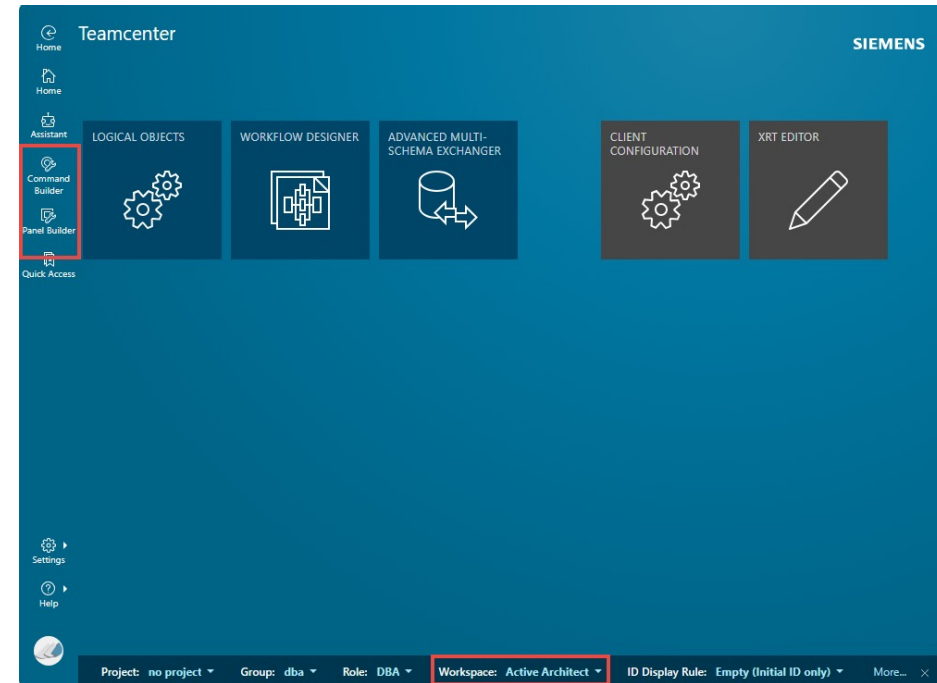 Teamcenter
SIEMENS
Home
Home
Assistant
Command
Builder
Panel Builder
Quick Access
LOGICAL OBJECTS
WORKFLOW DESIGNER
ADVANCED MULTI-
SCHEMA EXCHANGER
CLIENT
CONFIGURATION
XRT EDITOR
Settings
Help
Project: no project
Group: dba
Role: DBA
Workspace: Active Architect
ID Display Rule: Empty (Initial ID only)
More...